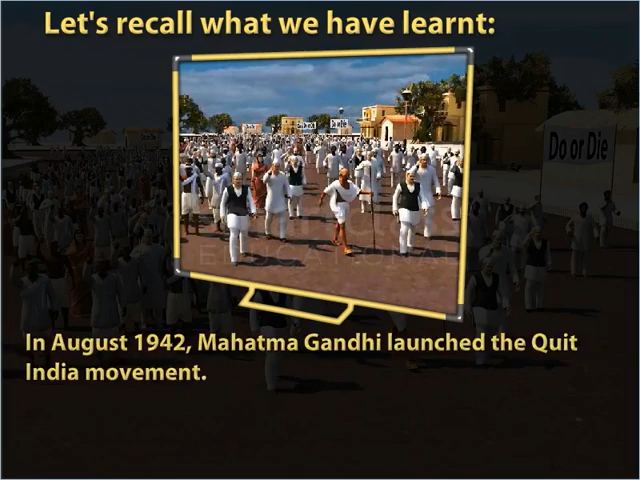 Let's recall what we have learnt:
Do or Die
EDUCATIONAL
In August 1942, Mahatma Gandhi launched the Quit
India movement.